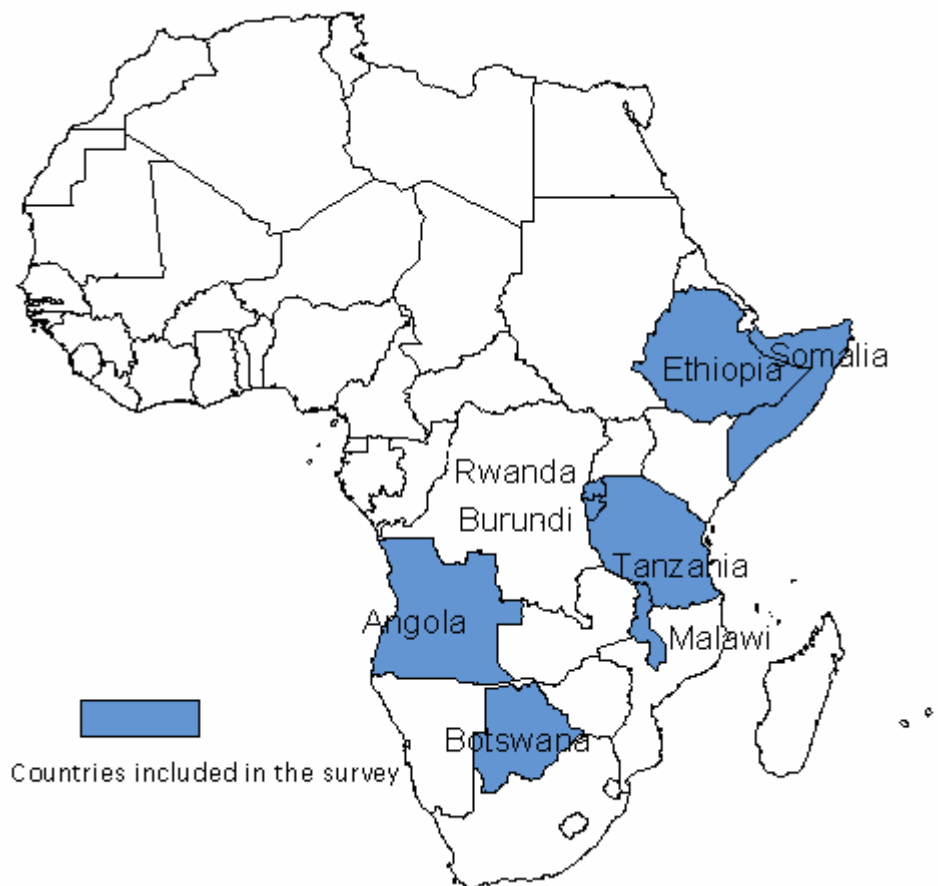 Ethiopia
Somalia
Rwanda
Burundi
Tanzania
Angola
Malawi
Botswana
Countries included in the survey